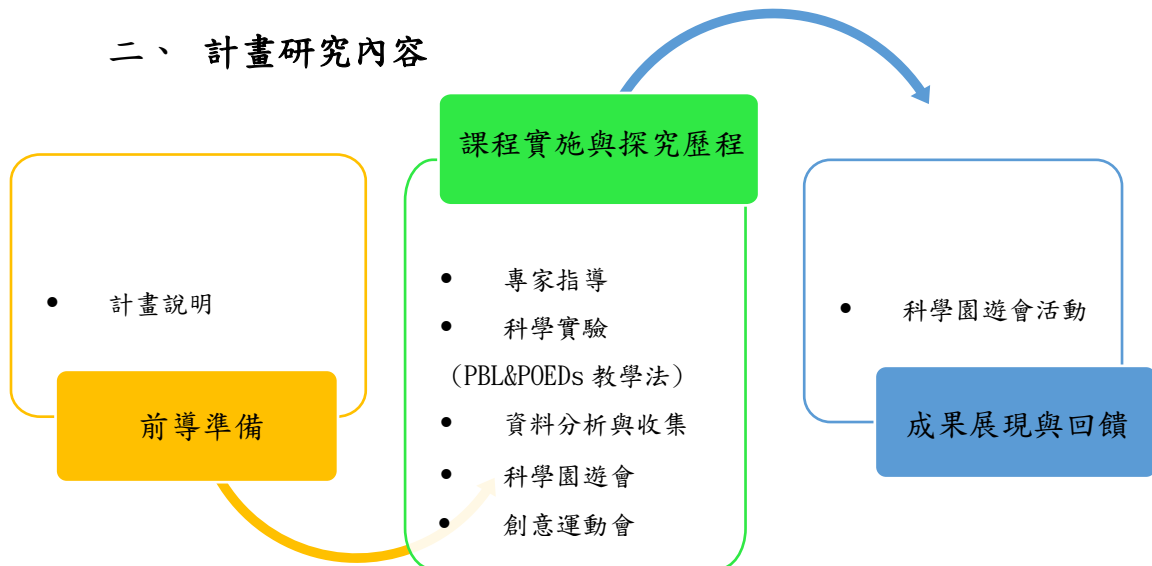 二、 計畫研究內容
• 計畫說明
前導準備
課程實施與探究歷程
• 專家指導
• 科學實驗
(PBL&POEDs 教學法)
• 資料分析與收集
• 科學園遊會
• 創意運動會
• 科學園遊會活動
成果展現與回饋